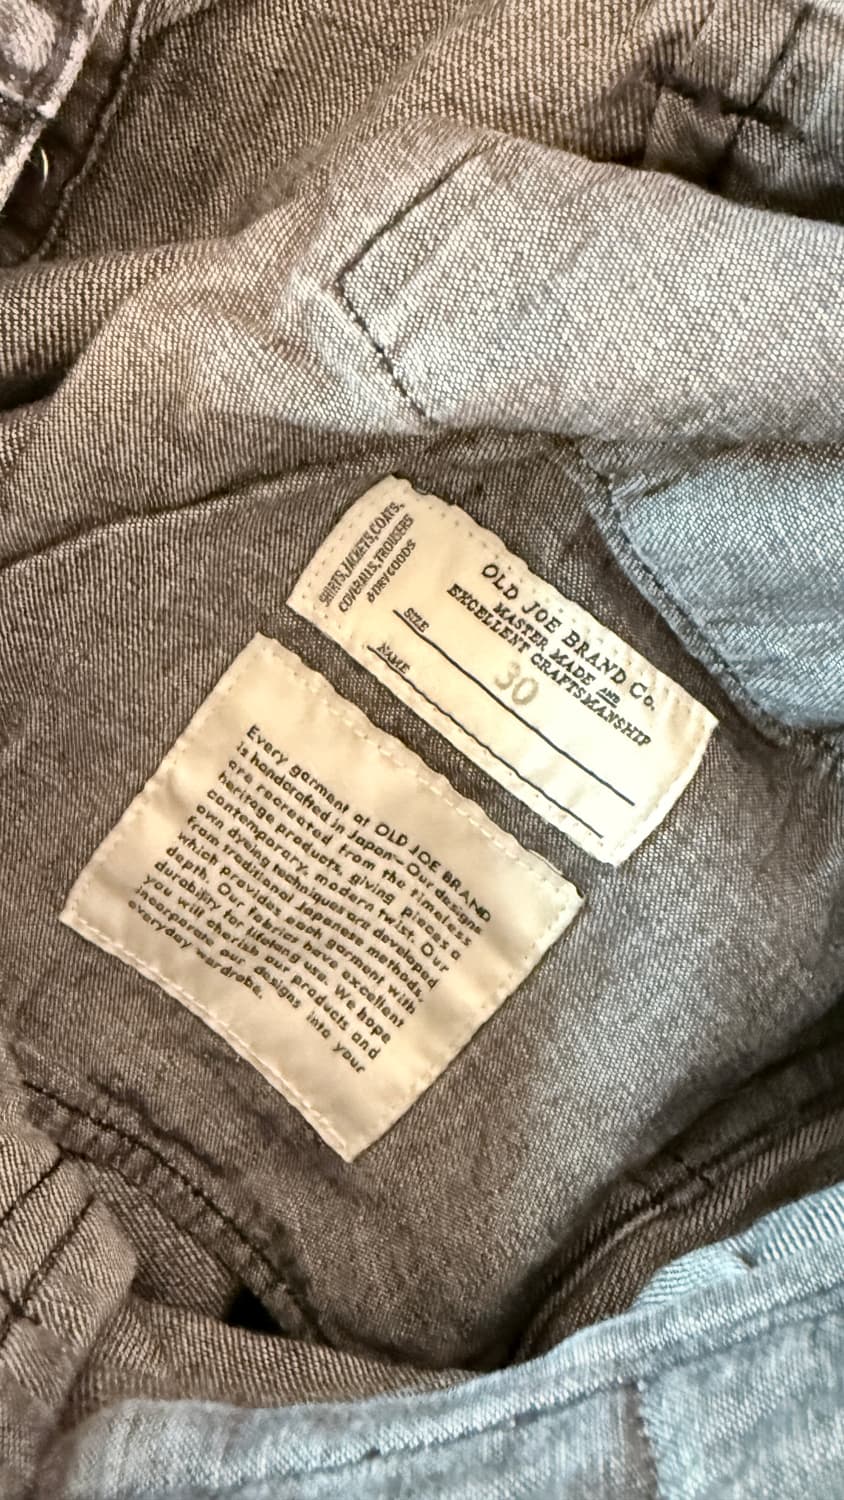 SHIRTS, JACKETS, COATS,
COVERALLS, TROUSERS
& DRY GOODS
OLD JOE BRAND Co.
MASTER MADE AND
EXCELLENT CRAFTSMANSHIP
SIZE 30
NAME
Every garment at OLD JOE BRAND
is handcrafted in Japan-Our designs
are recreated from the timeless
heritage products, giving pieces a
contemporary, modern twist. Our
own dyeing techniques are developed
from traditional Japanese methods,
which provides each garment with
depth. Our fabrics have excellent
durability for lifelong use. We hope
you will cherish our products and
incorporate our designs into your
everyday wardrobe.